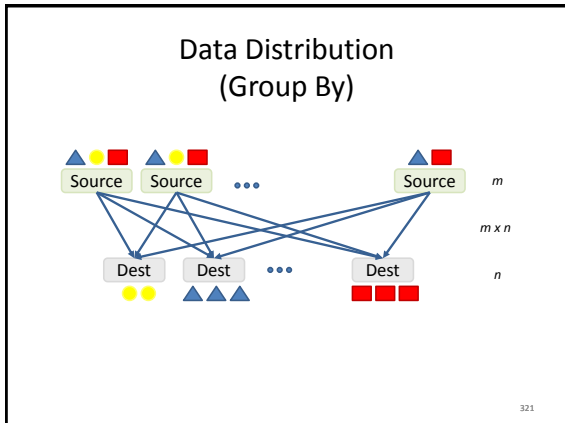 Data Distribution
(Group By)
Source Source ... Source m
m x n
Dest Dest ... Dest n
321